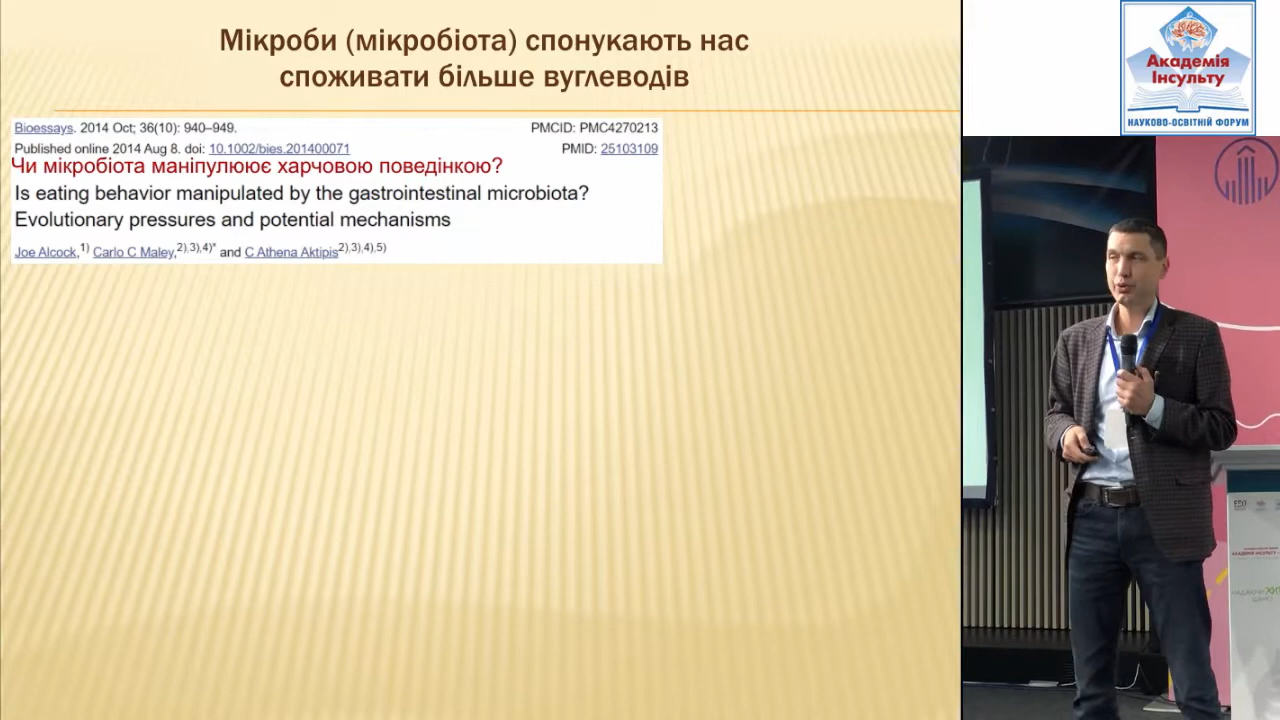 Мікроби (мікробіота) спонукають нас
споживати більше вуглеводів
Bioessays. 2014 Oct; 36(10): 940–949.
PMCID: PMC4270213
Published online 2014 Aug 8. doi: 10.1002/bies.201400071
PMID: 25103109
Чи мікробіота маніпулює харчовою поведінкою?
Is eating behavior manipulated by the gastrointestinal microbiota?
Evolutionary pressures and potential mechanisms
Joe Alcock,1) Carlo C Maley,2),3),4)* and C Athena Aktipis2),3),4),5)
Академія
Інсульту
НАУКОВО-ОСВІТНІЙ ФОРУМ